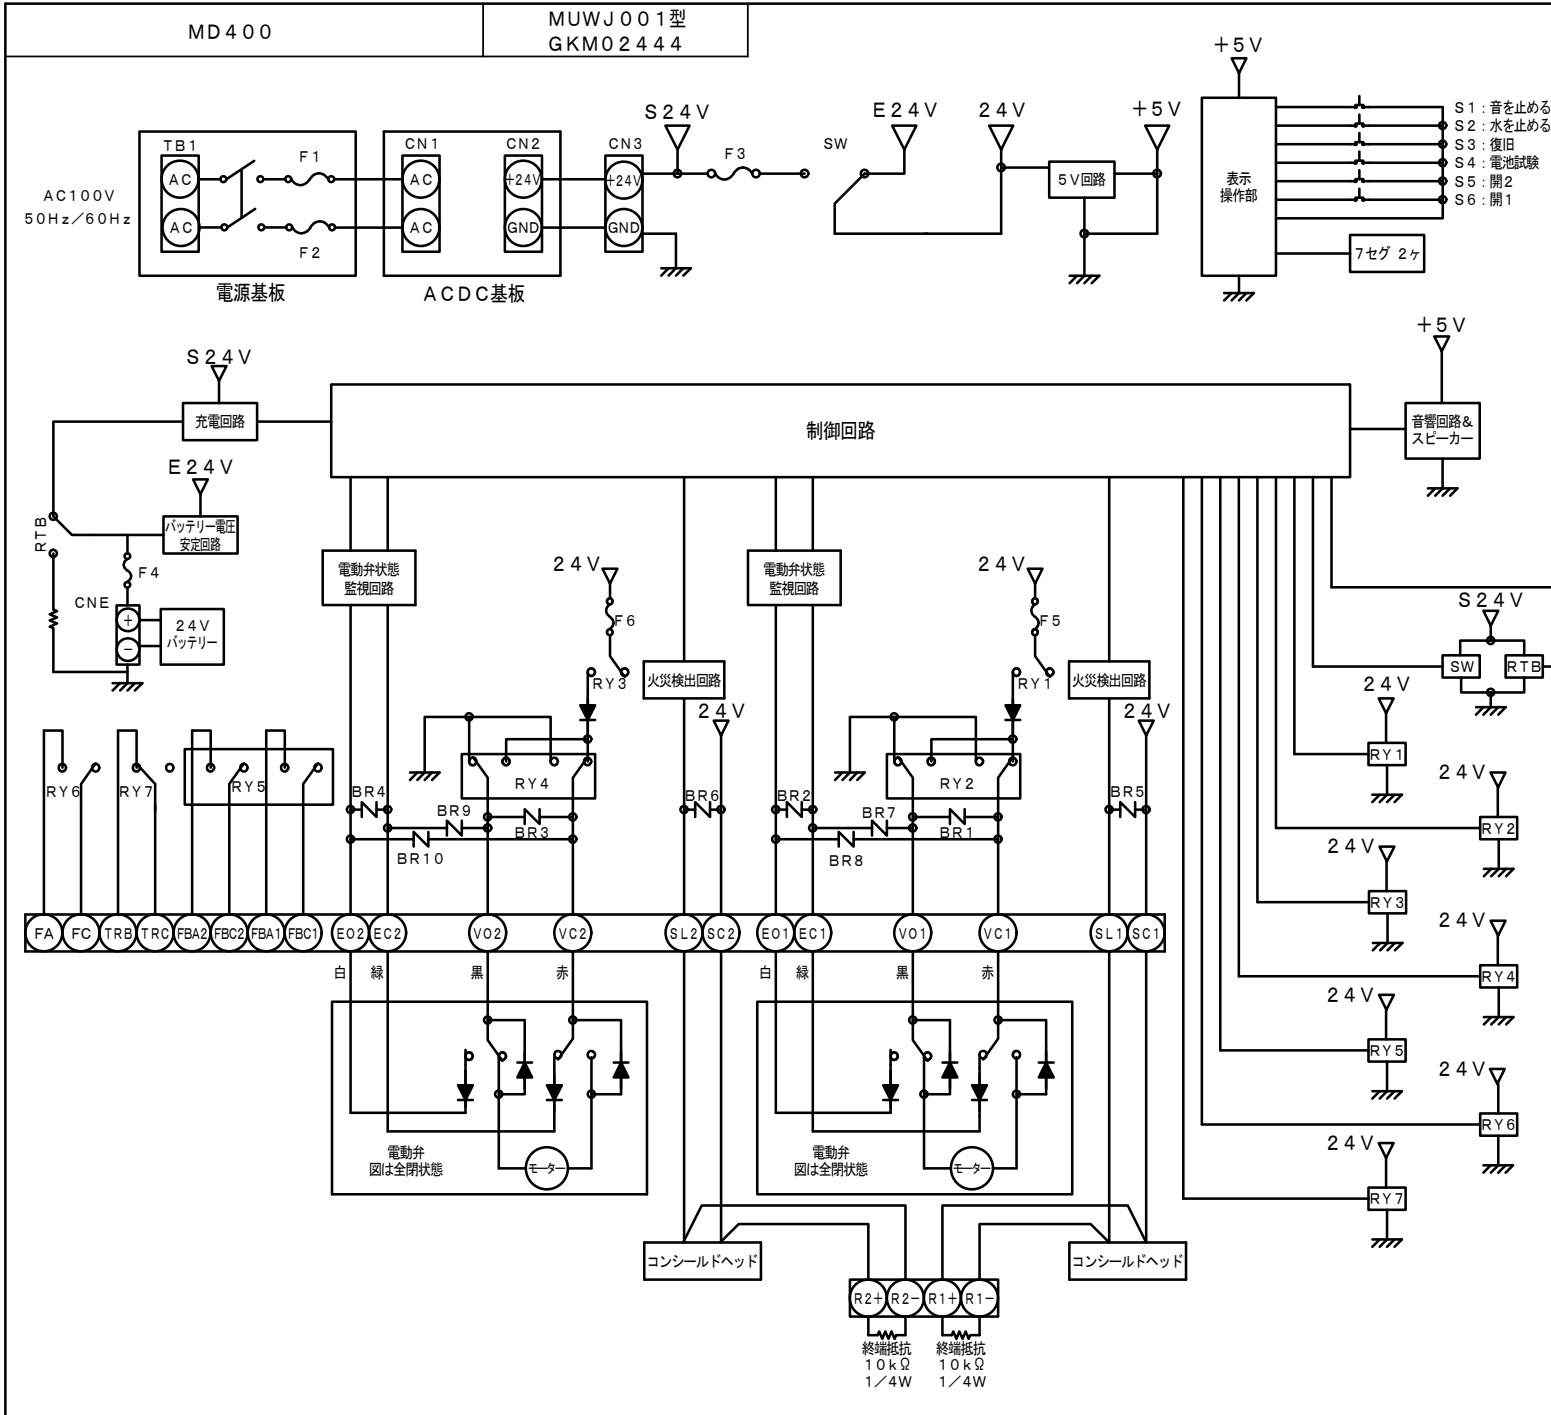 MD400
MUWJ001型
GKM02444
AC100V
50Hz/60Hz
TB1
AC
AC
F1
F2
電源基板
CN1
AC
AC
CN2
+24V
GND
ACDC基板
CN3
+24V
GND
S24V
F3
SW
E24V
24V
5V回路
+5V
+5V
表示
操作部
S1:音を止める
S2:水を止める
S3:復旧
S4:電池試験
S5:開2
S6:開1
7セグ 2ヶ
S24V
充電回路
制御回路
+5V
音響回路&
スピーカー
E24V
バッテリー電圧
安定回路
RTB
F4
CNE
+
−
24V
バッテリー
電動弁状態
監視回路
24V
F6
RY3
火災検出回路
24V
RY4
BR4
BR9
BR3
BR10
BR6
電動弁状態
監視回路
24V
F5
RY1
火災検出回路
24V
RY2
BR2
BR7
BR1
BR8
BR5
RY6
RY7
RY5
S24V
SW
RTB
24V
RY1
24V
RY2
24V
RY3
24V
RY4
24V
RY5
24V
RY6
24V
RY7
FA
FC
TRB
TRC
FBA2
FBC2
FBA1
FBC1
EO2
EC2
VO2
VC2
SL2
SC2
EO1
EC1
VO1
VC1
SL1
SC1
白
緑
黒
赤
白
緑
黒
赤
電動弁
図は全閉状態
モーター
電動弁
図は全閉状態
モーター
コンシールドヘッド
コンシールドヘッド
R2+
R2−
R1+
R1−
終端抵抗
10kΩ
1/4W
終端抵抗
10kΩ
1/4W